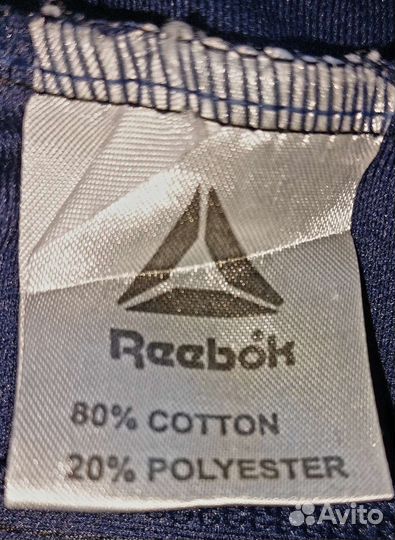 Reebok
80% COTTON
20% POLYESTER
Avito